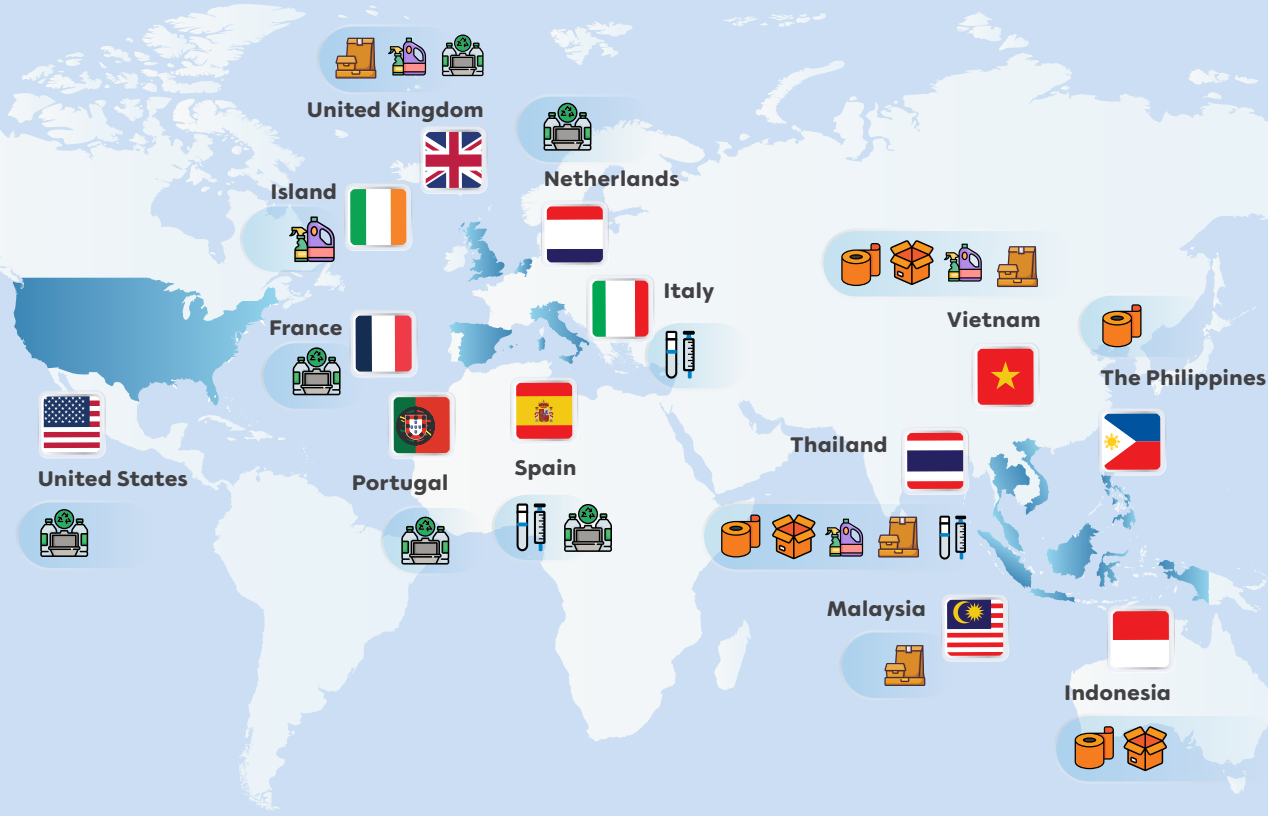 United Kingdom
Netherlands
Island
Italy
Vietnam
France
The Philippines
Thailand
Spain
United States
Portugal
Malaysia
Indonesia